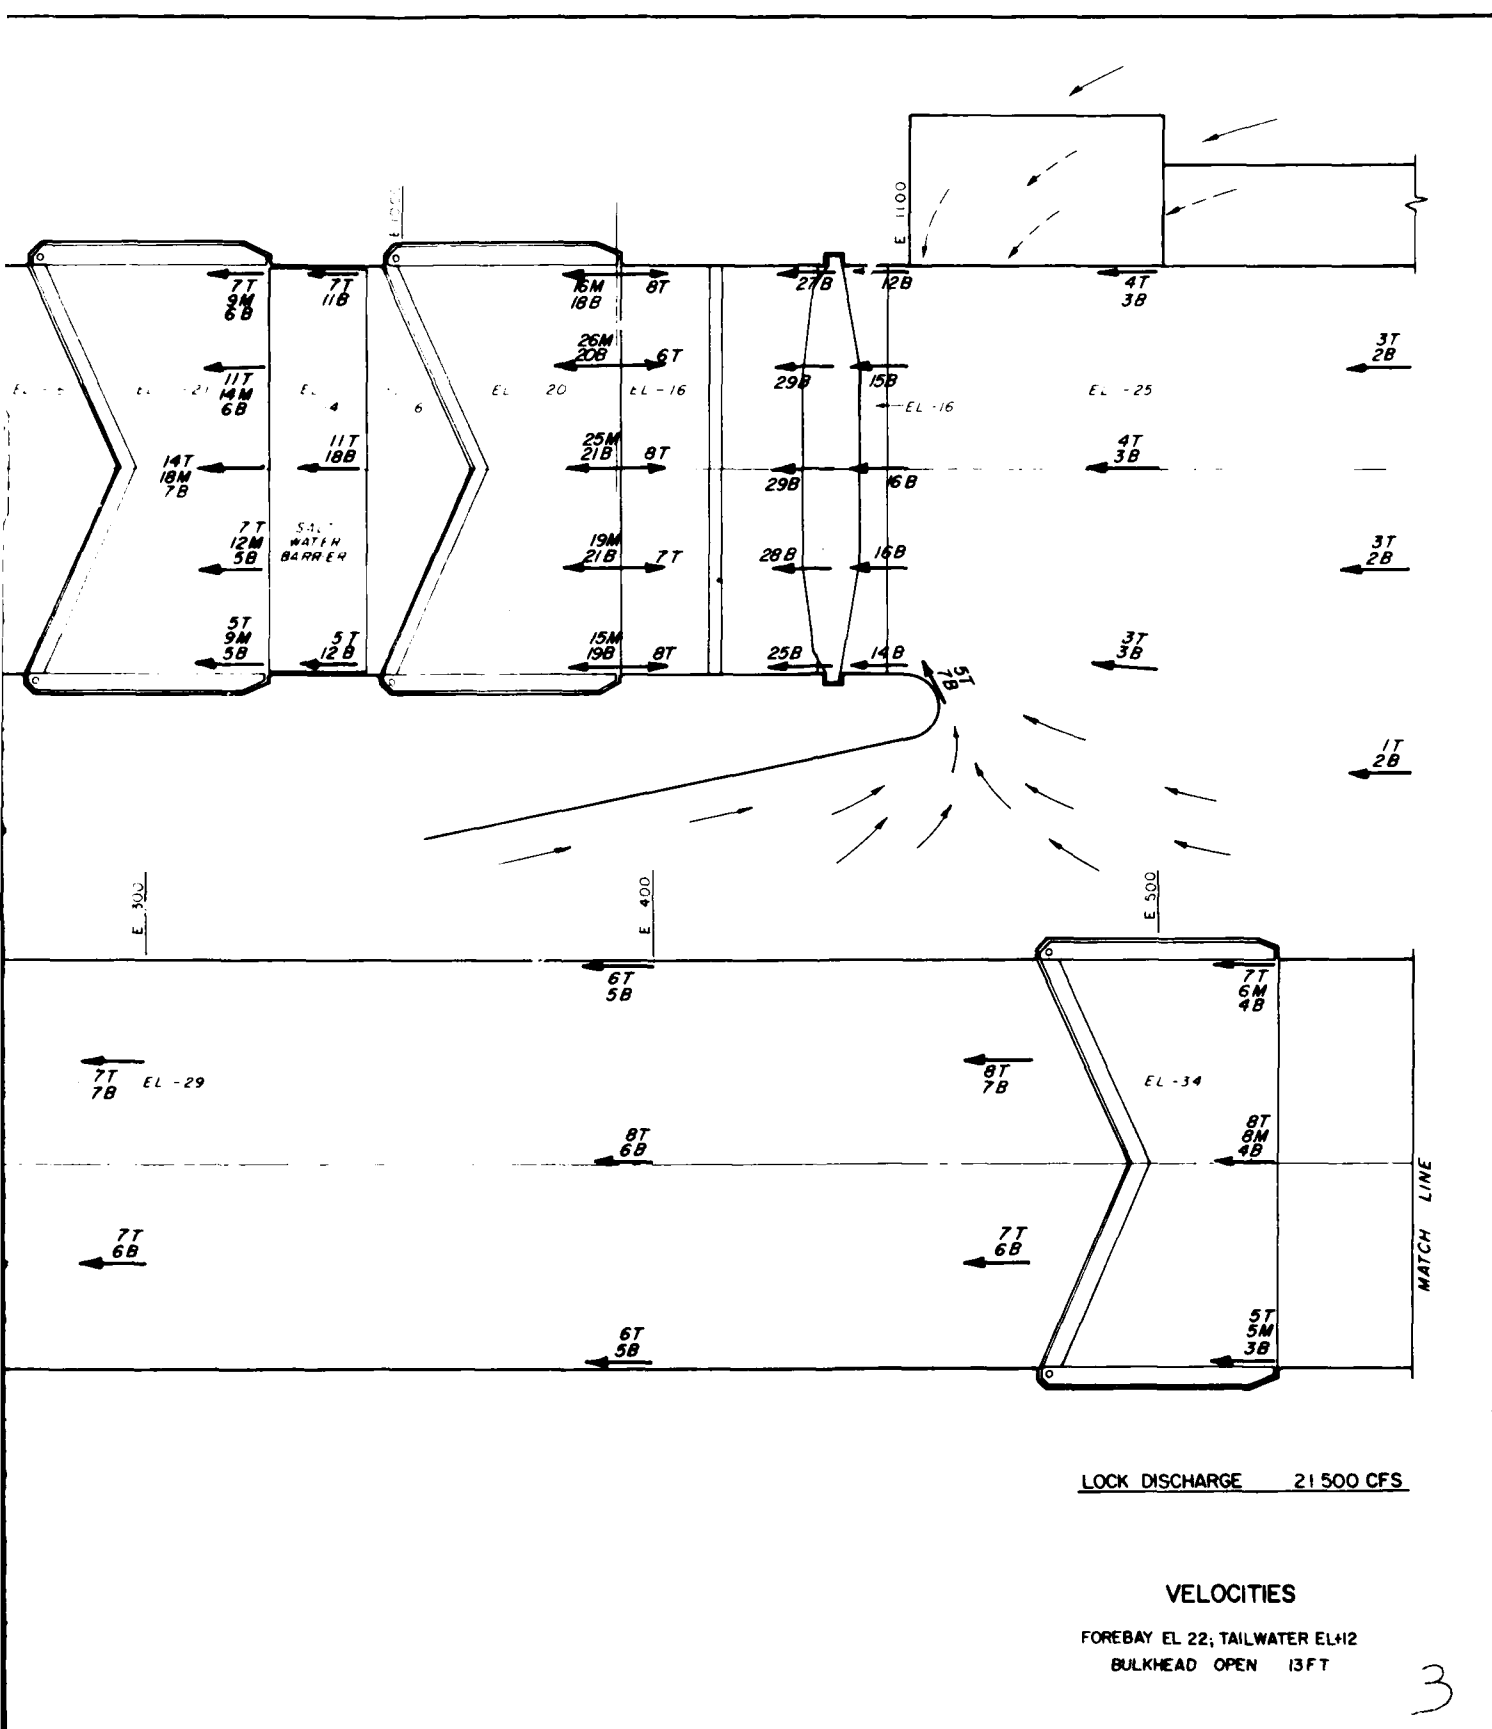 E 1100
7T
9M
6B
7T
11B
16M
18B
8T
27B
12B
4T
3B
26M
20B
6T
29B
15B
3T
2B
11T
14M
6B
EL
20
EL -16
EL -16
EL -25
4
6
14T
18M
7B
11T
18B
25M
21B
8T
29B
16B
4T
3B
7T
12M
5B
WATER
BARRIER
19M
21B
7T
28B
16B
3T
2B
5T
9M
5B
5T
12B
15M
19B
8T
25B
14B
5T
7B
3T
3B
1T
2B
E 300
E 400
E 500
6T
5B
7T
6M
4B
7T
7B
EL -29
8T
7B
EL -34
8T
6B
8T
8M
4B
MATCH LINE
7T
6B
7T
6B
6T
5B
5T
5M
3B
LOCK DISCHARGE 21 500 CFS
VELOCITIES
FOREBAY EL 22; TAILWATER EL+12
BULKHEAD OPEN 13 FT
3